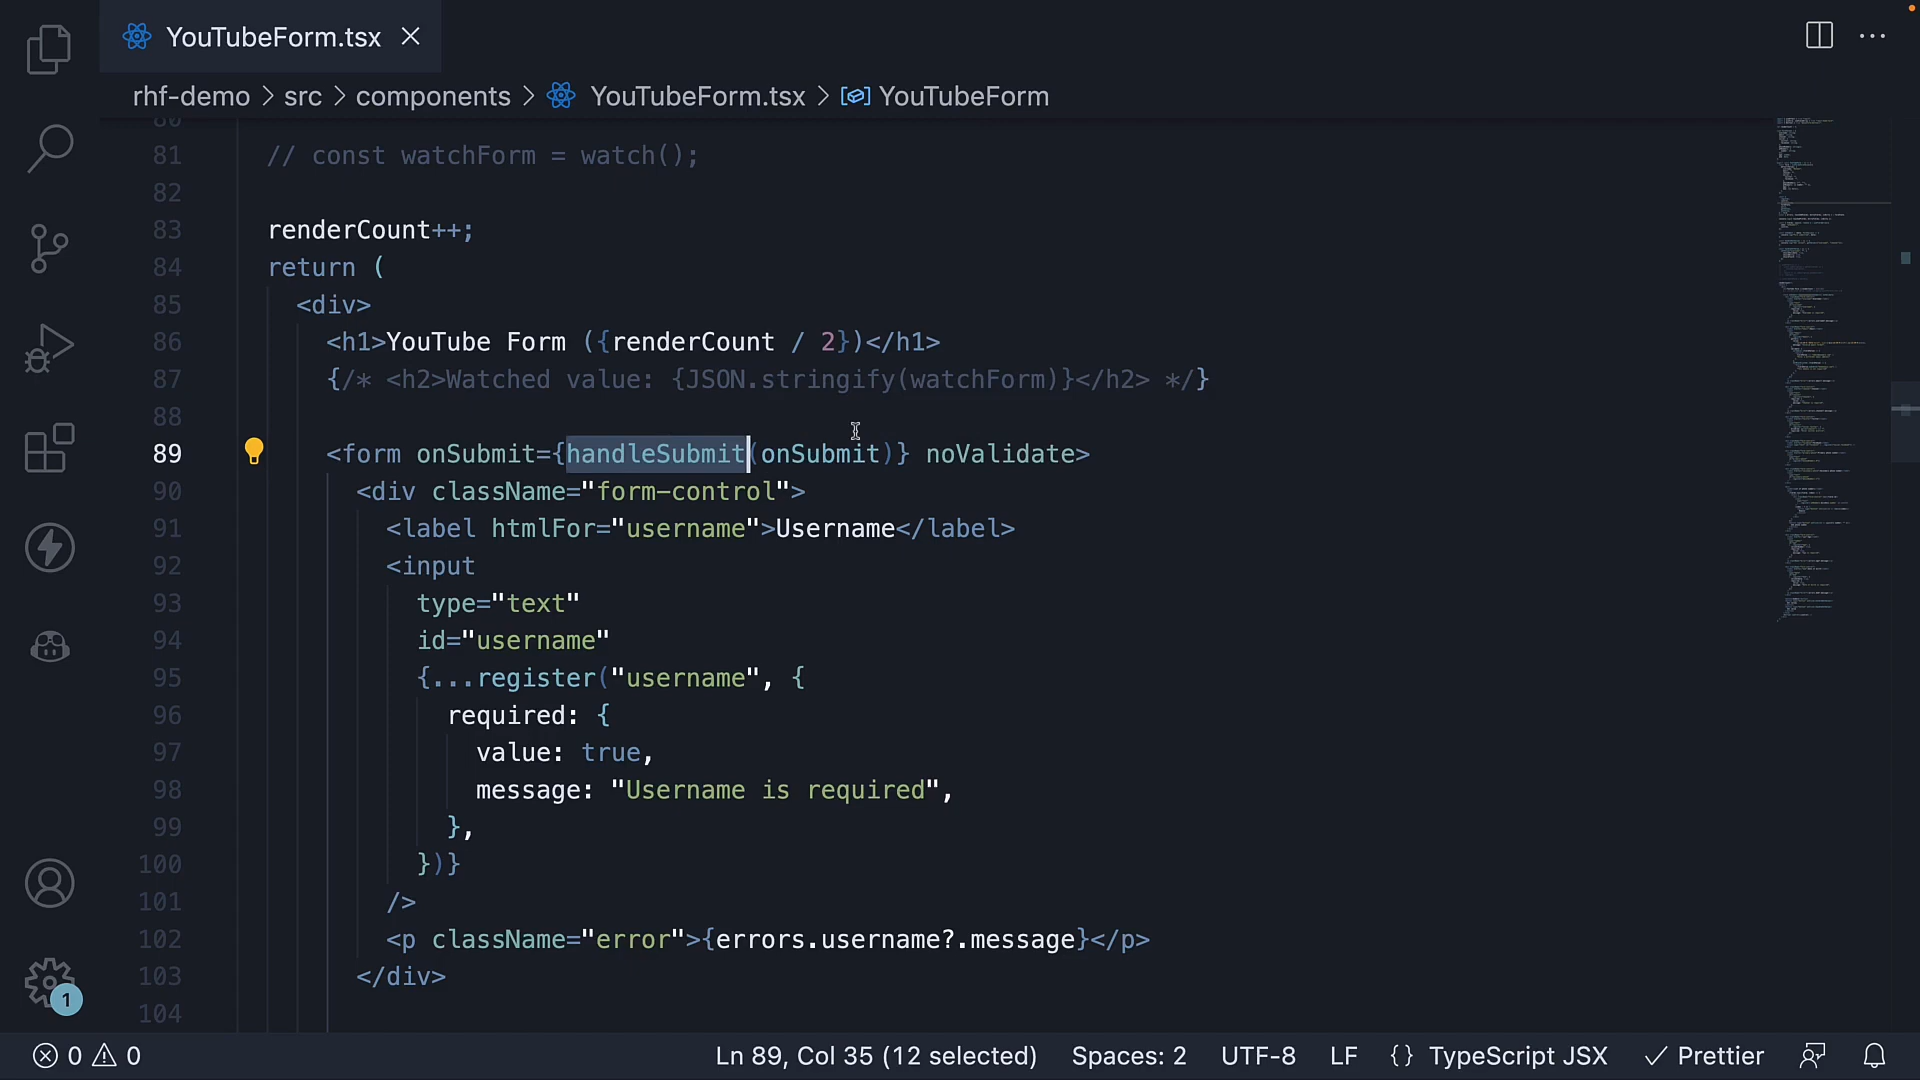 YouTubeForm.tsx
rhf-demo > src > components > YouTubeForm.tsx > YouTubeForm
80
81 // const watchForm = watch();
82
83 renderCount++;
84 return (
85 <div>
86 <h1>YouTube Form ({renderCount / 2})</h1>
87 {/* <h2>Watched value: {JSON.stringify(watchForm)}</h2> */}
88
89 <form onSubmit={handleSubmit(onSubmit)} noValidate>
90 <div className="form-control">
91 <label htmlFor="username">Username</label>
92 <input
93 type="text"
94 id="username"
95 {...register("username", {
96 required: {
97 value: true,
98 message: "Username is required",
99 },
100 })}
101 />
102 <p className="error">{errors.username?.message}</p>
103 </div>
104
1
0 0 Ln 89, Col 35 (12 selected) Spaces: 2 UTF-8 LF {} TypeScript JSX Prettier